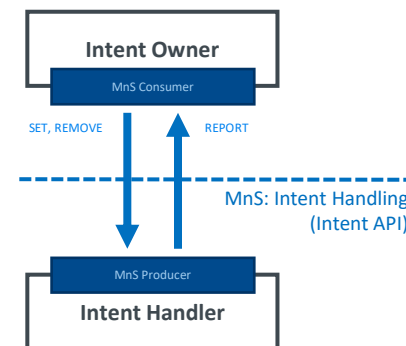 Intent Owner
MnS Consumer
SET, REMOVE
REPORT
MnS: Intent Handling
(Intent API)
MnS Producer
Intent Handler